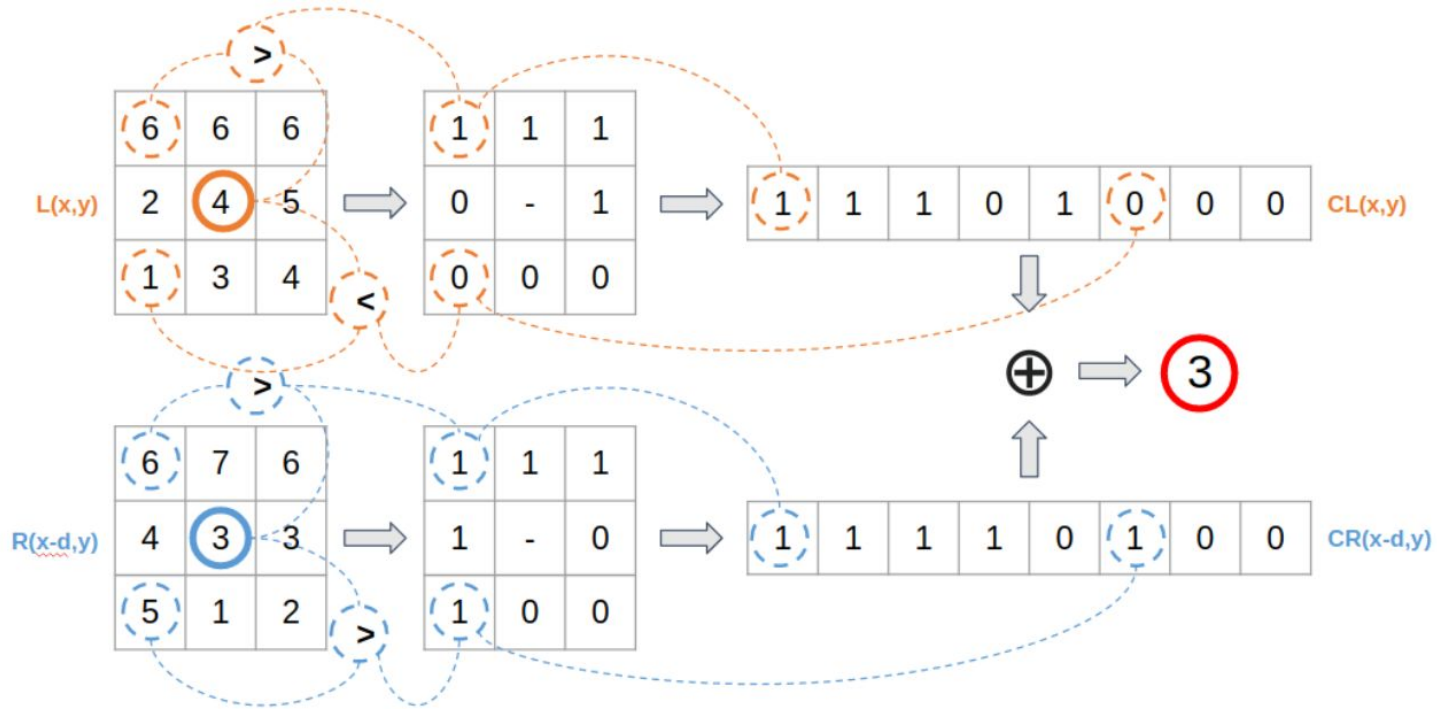 >
6 6 6 1 1 1
L(x,y) 2 4 5 0 - 1 1 1 1 0 1 0 0 0 CL(x,y)
1 3 4 < 0 0 0
> ⊕ 3
6 7 6 1 1 1
R(x-d,y) 4 3 3 1 - 0 1 1 1 1 0 1 0 0 CR(x-d,y)
5 1 2 > 1 0 0